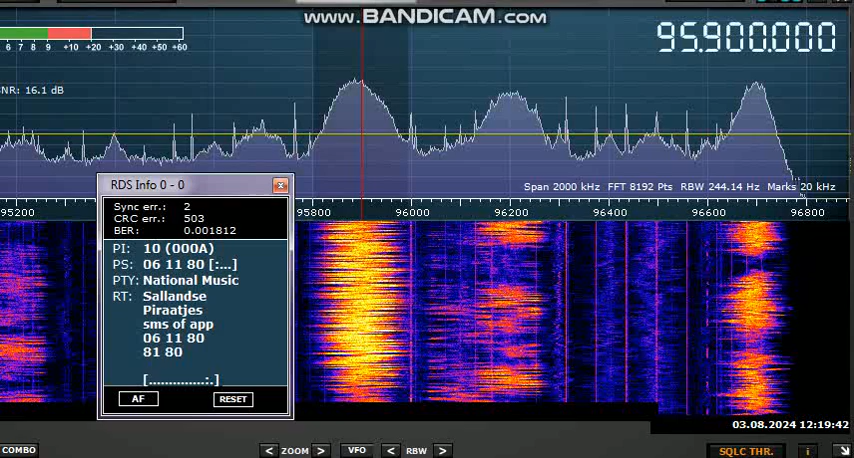 www.BANDICAM.com
95.900.000
6 7 8 9 +10 +20 +30 +40 +50 +60
SNR: 16.1 dB
RDS Info 0 - 0
Span 2000 kHz FFT 8192 Pts RBW 244.14 Hz Marks 20 kHz
95200 95800 96000 96200 96400 96600 96800
Sync err.: 2
CRC err.: 503
BER: 0.001812
PI: 10 (000A)
PS: 06 11 80 [:...]
PTY: National Music
RT: Sallandse
Piraatjes
sms of app
06 11 80
81 80
[.............:.]
AF RESET
03.08.2024 12:19:42
COMBO < ZOOM > VFO < RBW > SQLC THR. i